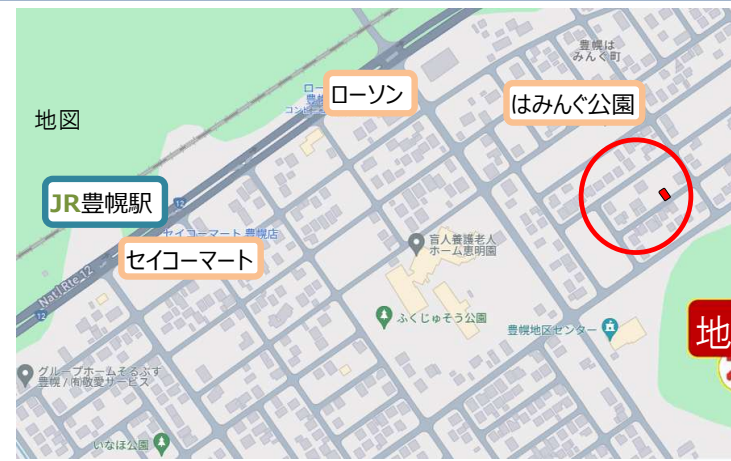 豊幌は
みんぐ町
ローソン
はみんぐ公園
地図
JR豊幌駅
12
セイコーマート 豊幌店
セイコーマート
盲人養護老人
ホーム恵明園
Nat'l Rte 12
12
ふくじゅそう公園
豊幌地区センター
地
グループホームそるぷす
豊幌/㈲敬愛サービス
いなほ公園